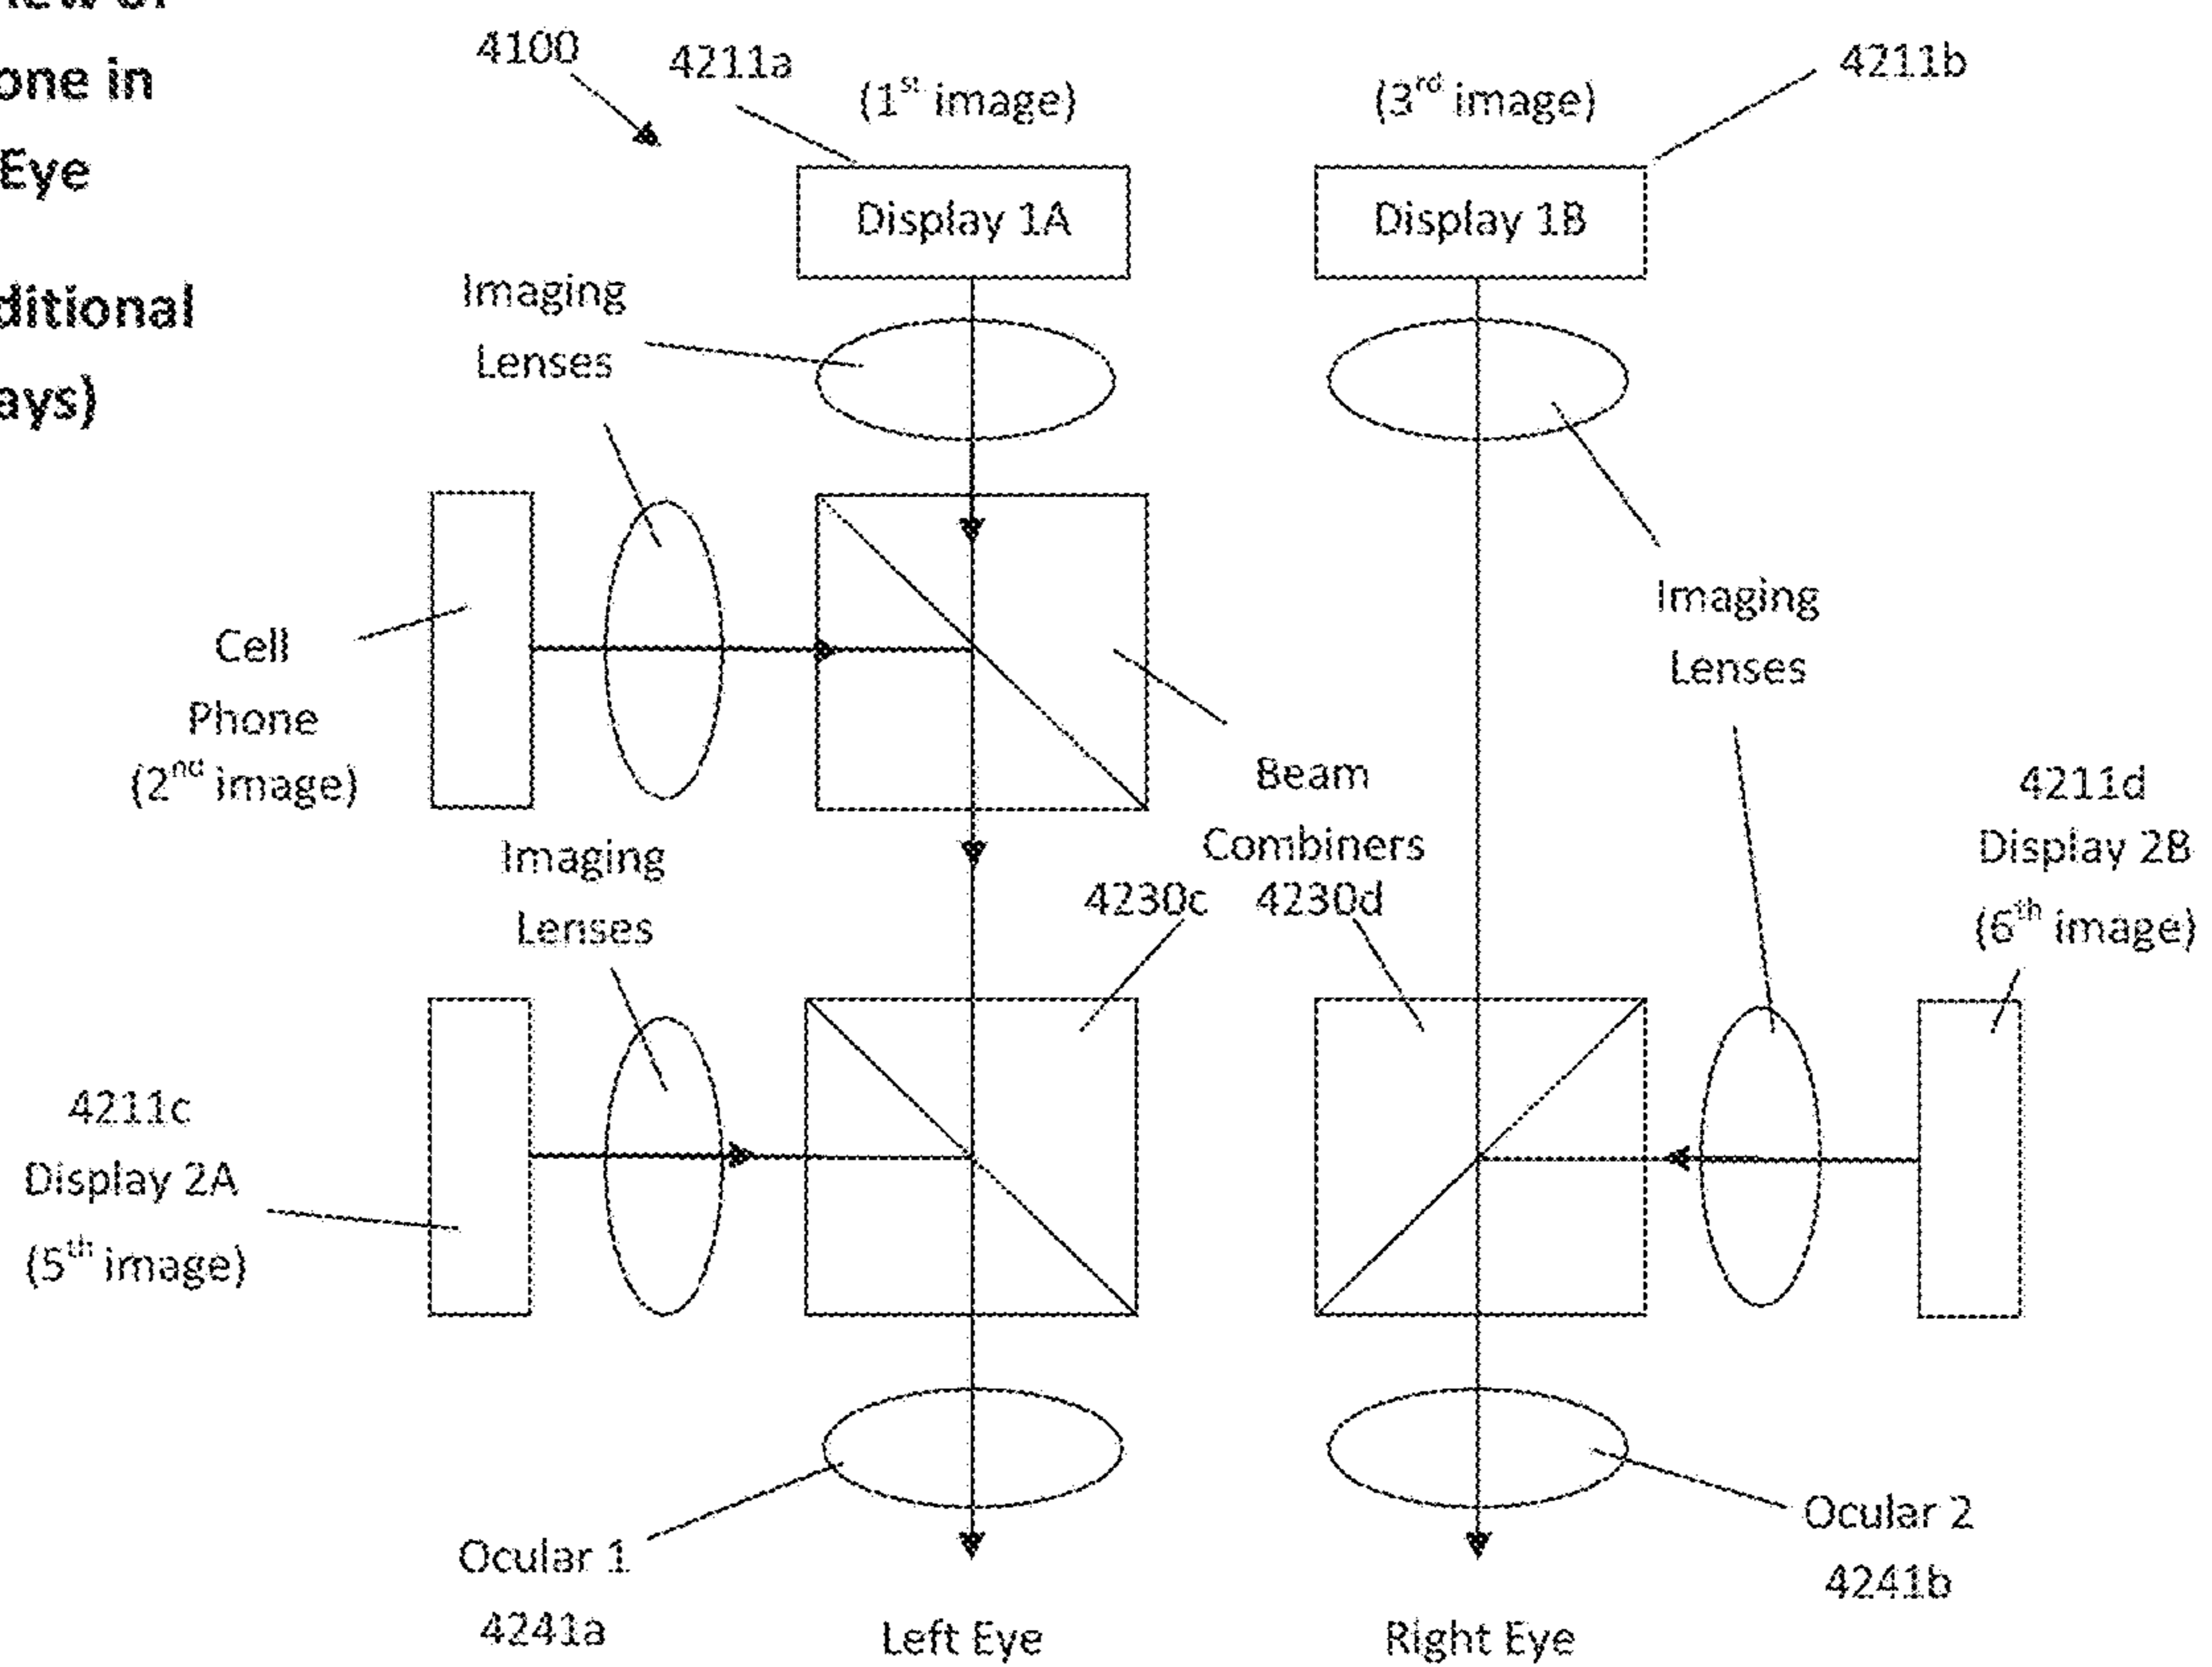 one in
Eye
ditional
ays)
4100
4211a
(1st image)
(3rd image)
4211b
Display 1A
Display 1B
Imaging
Lenses
Cell
Phone
(2nd image)
Imaging
Lenses
Beam
Combiners
4230c 4230d
Imaging
Lenses
4211d
Display 2B
(6th image)
4211c
Display 2A
(5th image)
Ocular 1
4241a
Left Eye
Right Eye
Ocular 2
4241b